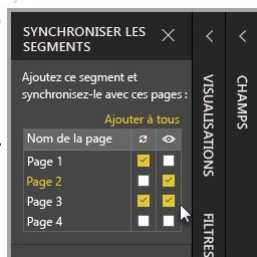 SYNCHRONISER LES
SEGMENTS
Ajoutez ce segment et
synchronisez-le avec ces pages :
Ajouter à tous
Nom de la page
Page 1
Page 2
Page 3
Page 4
VISUALISATIONS
FILTRES
CHAMPS